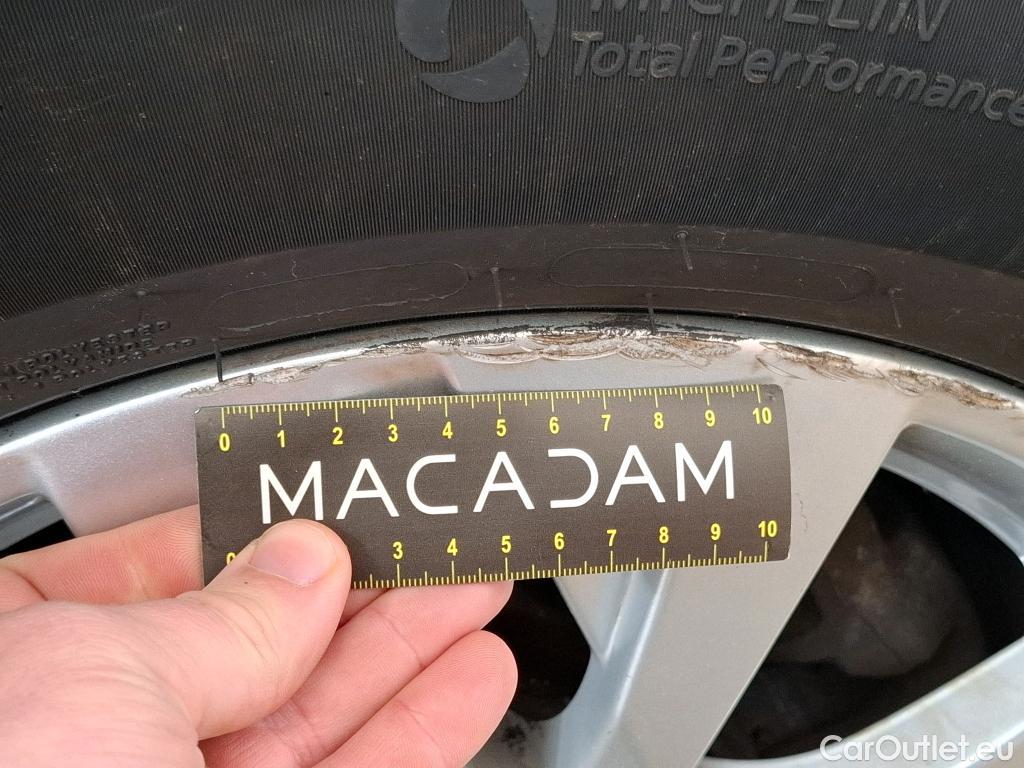 MICHELIN
Total Performance
0 1 2 3 4 5 6 7 8 9 10
MACADAM
0 3 4 5 6 7 8 9 10
CarOutlet.eu